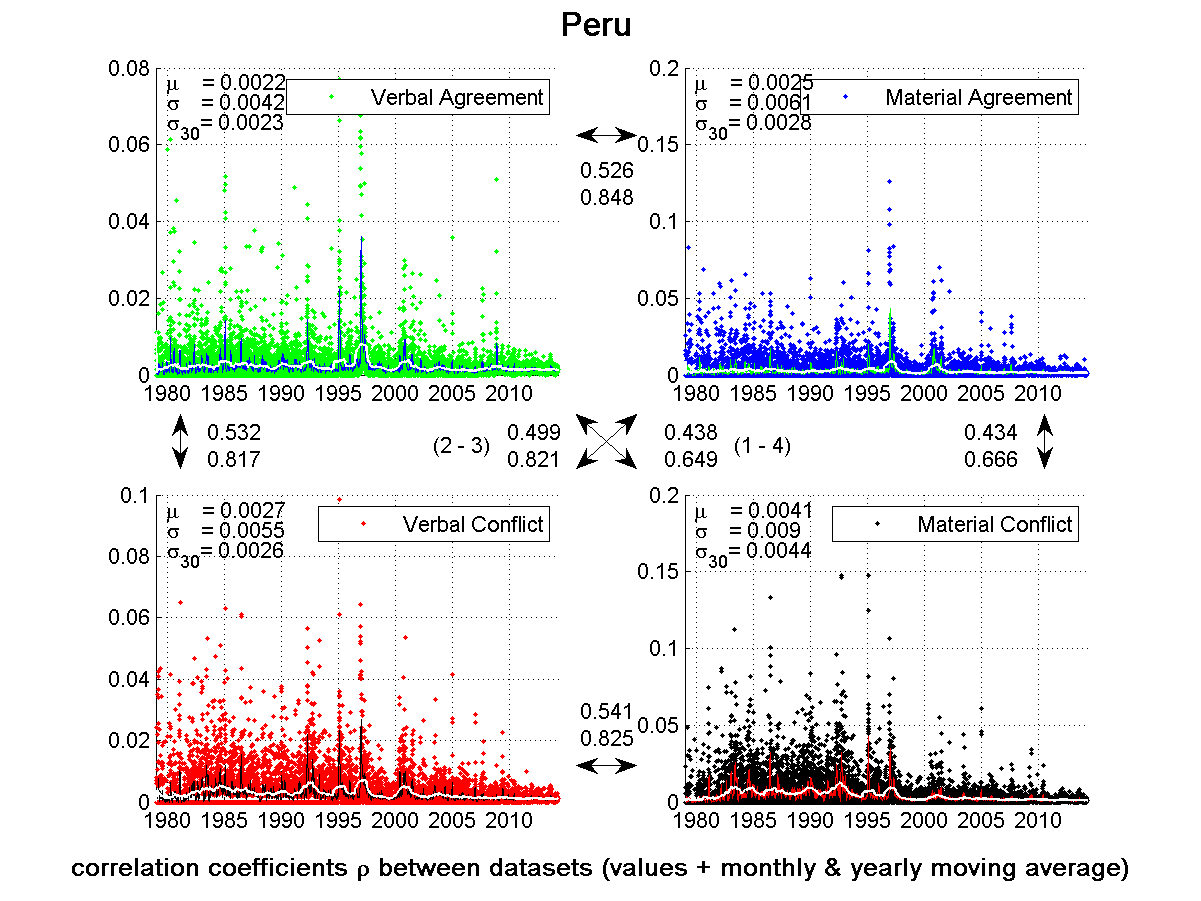 Peru
0.08
0.06
0.04
0.02
0
μ = 0.0022
σ = 0.0042
σ30 = 0.0023
Verbal Agreement
1980 1985 1990 1995 2000 2005 2010
0.526
0.848
0.2
0.15
0.1
0.05
0
μ = 0.0025
σ = 0.0061
σ30 = 0.0028
Material Agreement
1980 1985 1990 1995 2000 2005 2010
0.532
0.817
(2 - 3)
0.499
0.821
0.438
0.649
(1 - 4)
0.434
0.666
0.1
0.08
0.06
0.04
0.02
0
μ = 0.0027
σ = 0.0055
σ30 = 0.0026
Verbal Conflict
1980 1985 1990 1995 2000 2005 2010
0.541
0.825
0.2
0.15
0.1
0.05
0
μ = 0.0041
σ = 0.009
σ30 = 0.0044
Material Conflict
1980 1985 1990 1995 2000 2005 2010
correlation coefficients ρ between datasets (values + monthly & yearly moving average)